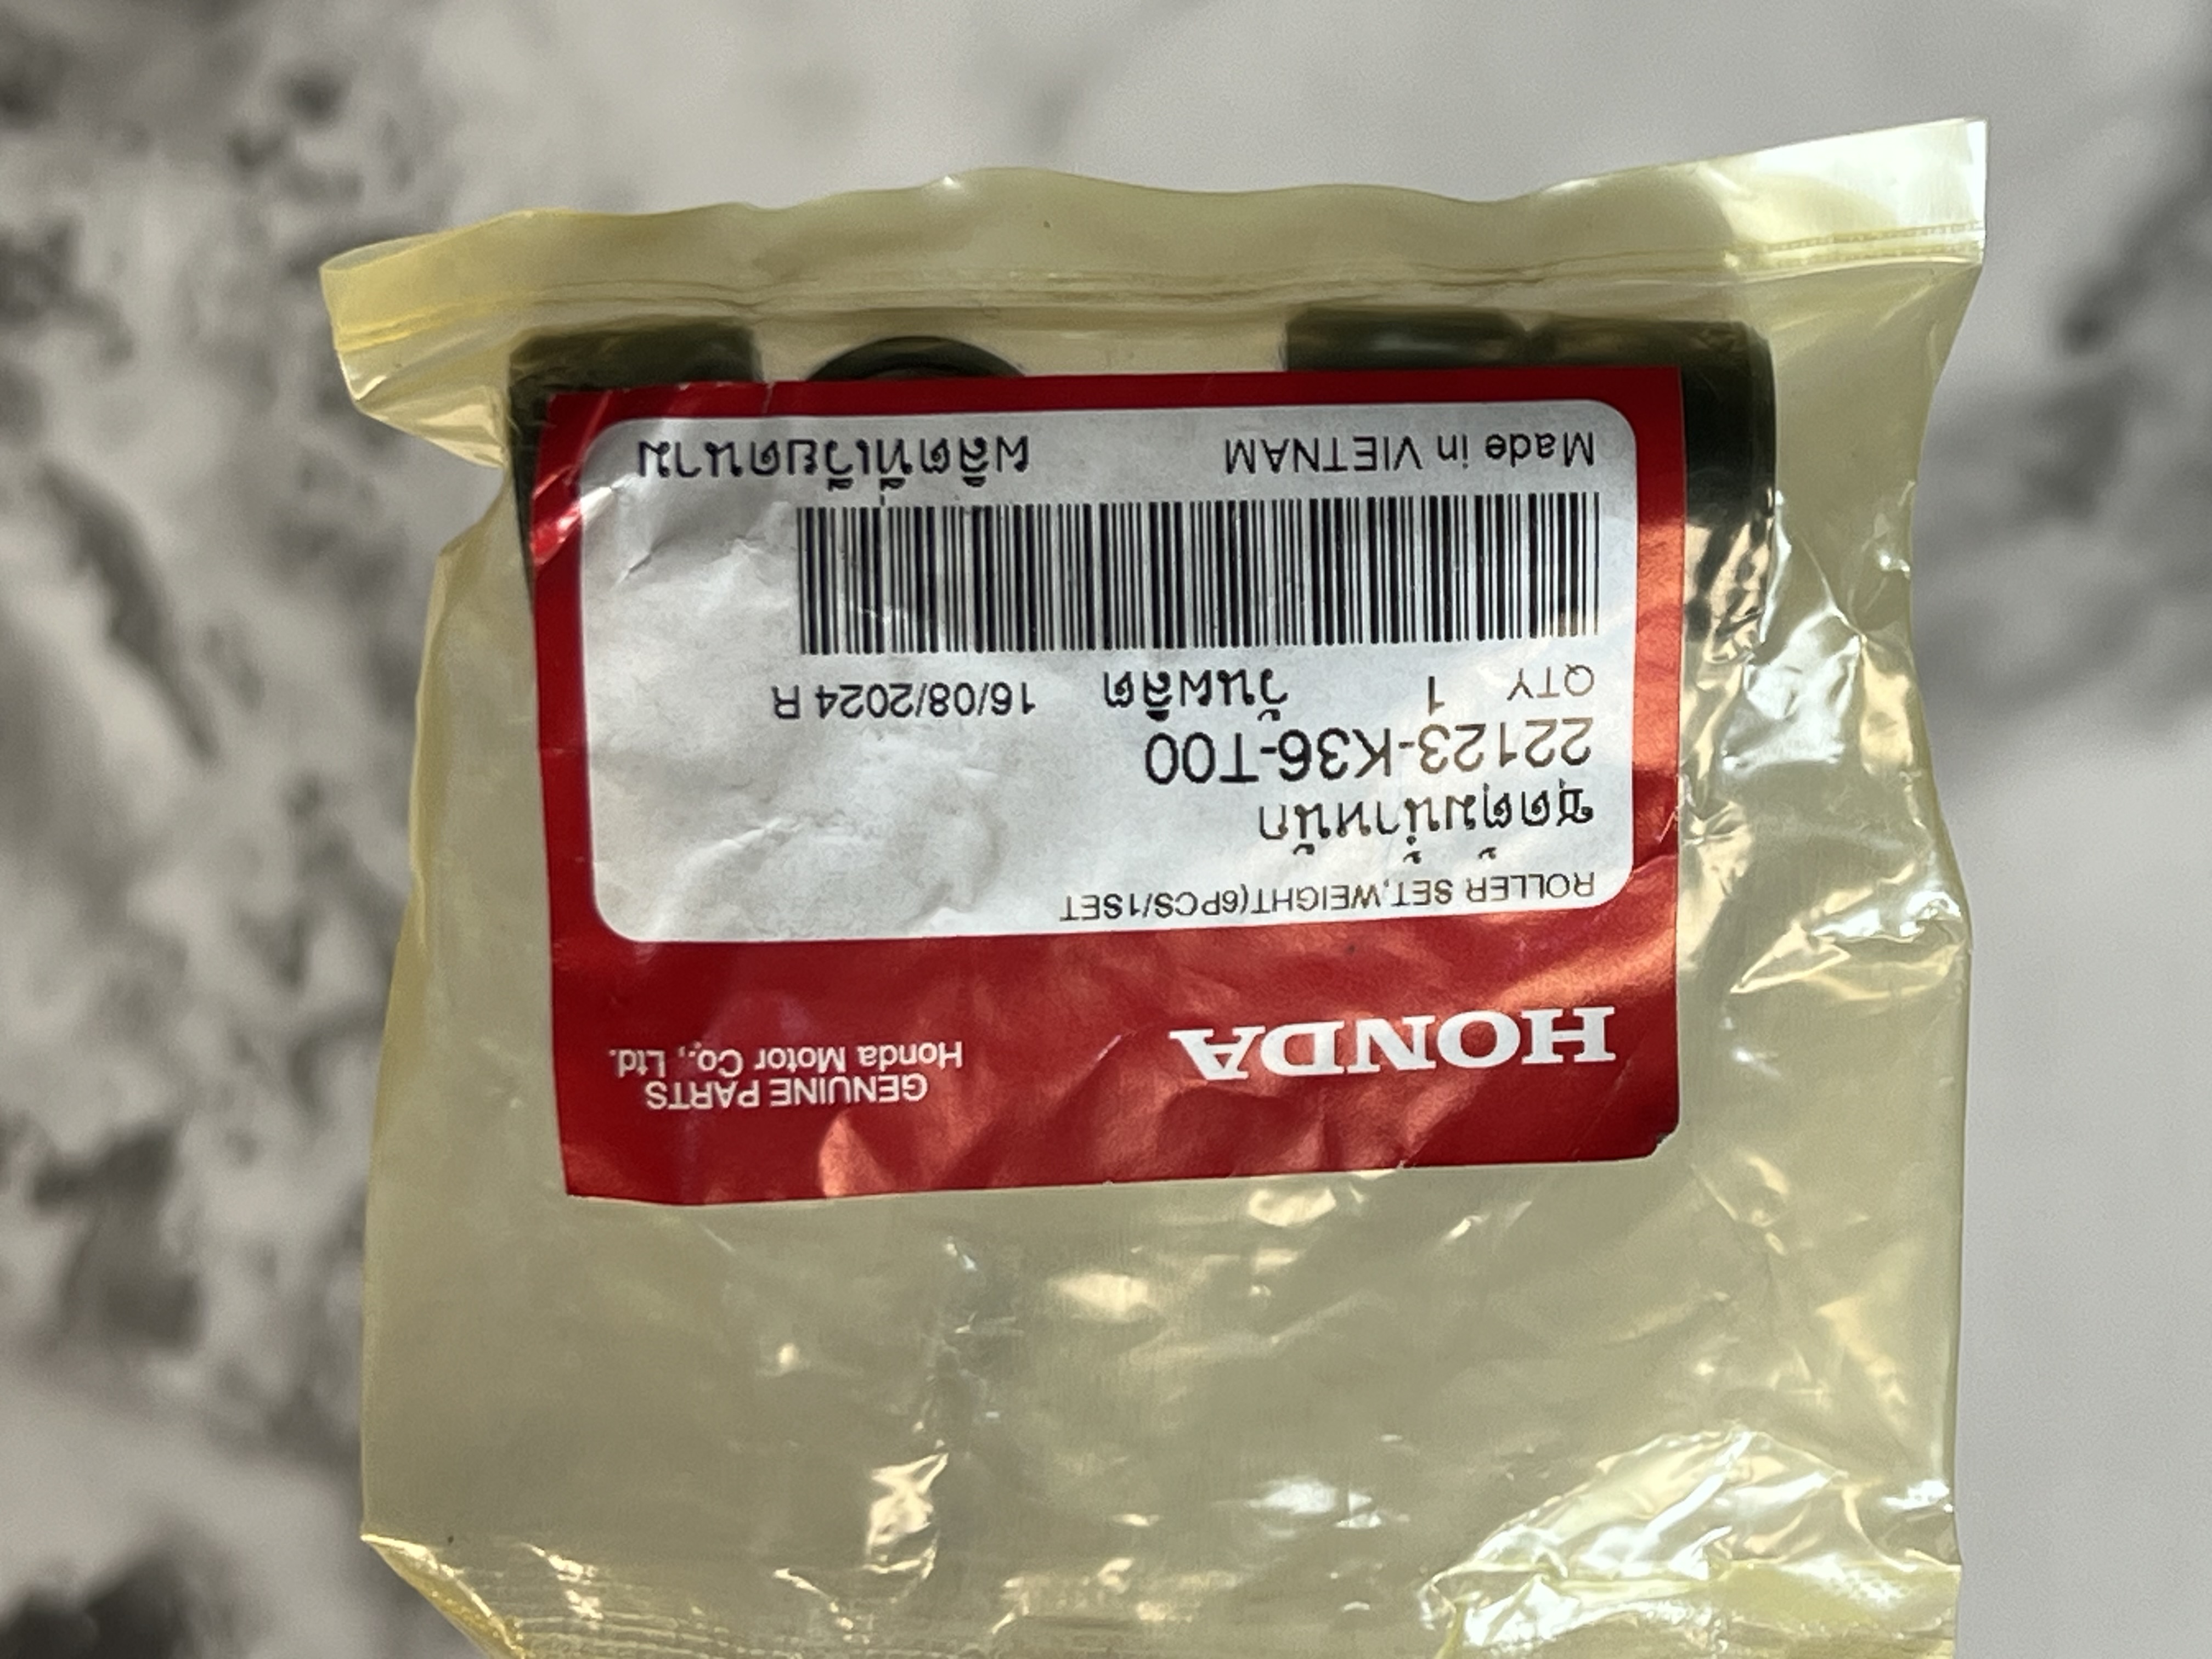 HONDA
GENUINE PARTS
Honda Motor Co., Ltd.
ROLLER SET,WEIGHT(6PCS/1SET
ชุดตุ้มน้ำหนัก
22123-K36-T00
QTY 1 วันผลิต 16/08/2024 R
Made in VIETNAM ผลิตที่เวียดนาม